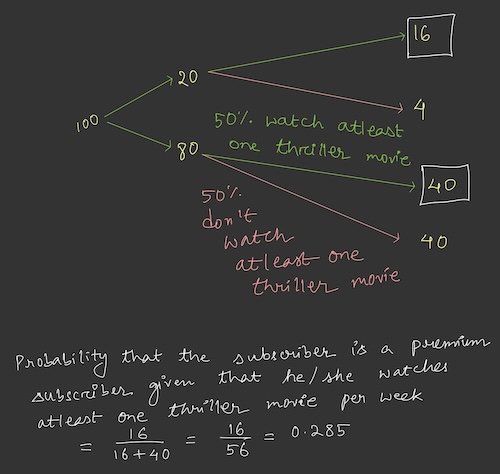 16
20
4
100
50% watch atleast
one thriller movie
80
40
50%
don't
watch
atleast one
thriller movie
40
Probability that the subscriber is a premium
subscriber given that he/she watches
atleast one thriller movie per week
= 16/16+40 = 16/56 = 0.285